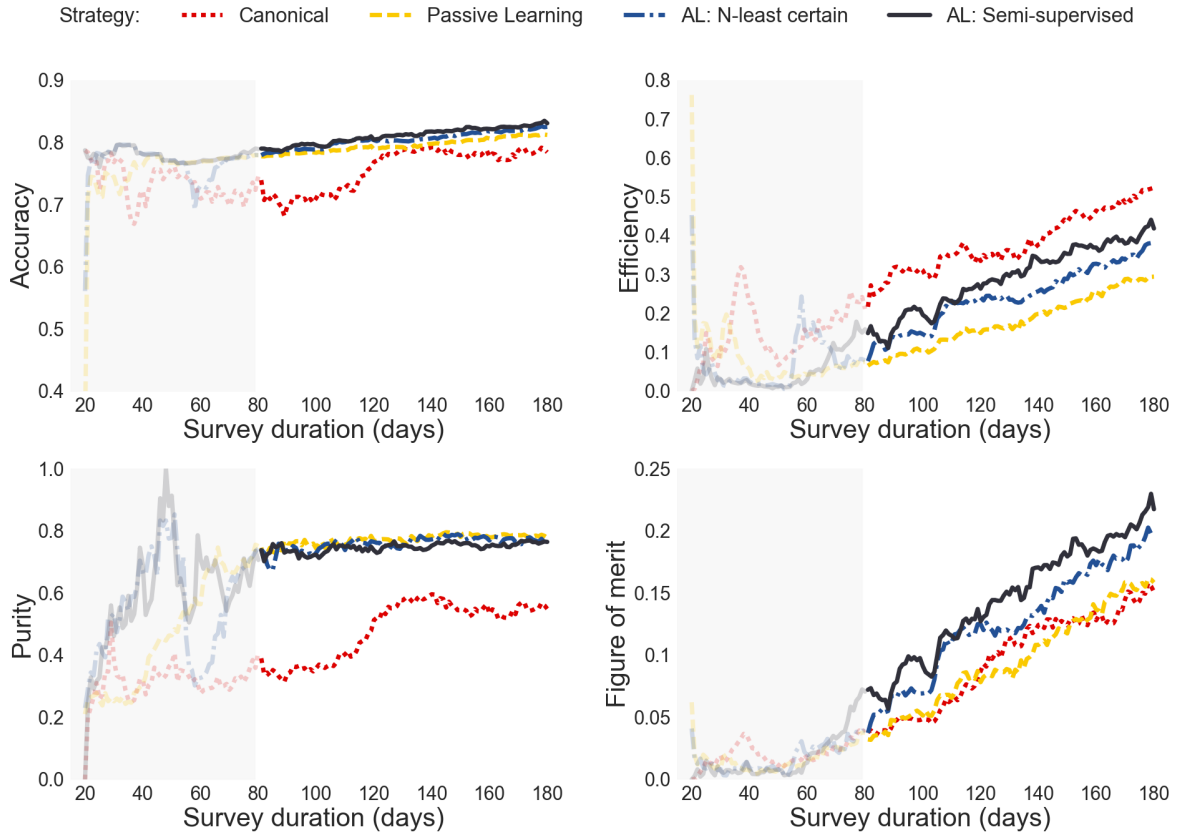 Strategy: Canonical Passive Learning AL: N-least certain AL: Semi-supervised
Accuracy
0.9
0.8
0.7
0.6
0.5
0.4
20 40 60 80 100 120 140 160 180
Survey duration (days)
Efficiency
0.8
0.7
0.6
0.5
0.4
0.3
0.2
0.1
0.0
20 40 60 80 100 120 140 160 180
Survey duration (days)
Purity
1.0
0.8
0.6
0.4
0.2
0.0
20 40 60 80 100 120 140 160 180
Survey duration (days)
Figure of merit
0.25
0.2
0.15
0.1
0.05
0.0
20 40 60 80 100 120 140 160 180
Survey duration (days)